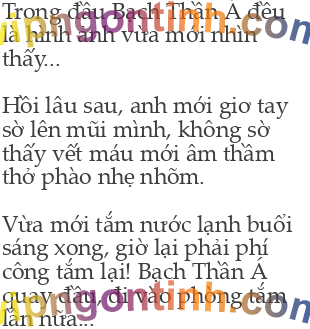 Trong đầu Bạch Thần Á đều
là hình ảnh vừa mới nhìn
thấy...
Hồi lâu sau, anh mới giơ tay
sờ lên mũi mình, không sờ
thấy vết máu mới âm thầm
thở phào nhẹ nhõm.
Vừa mới tắm nước lạnh buổi
sáng xong, giờ lại phải phí
công tắm lại! Bạch Thần Á
quay đầu, đi vào phòng tắm
lần nữa...